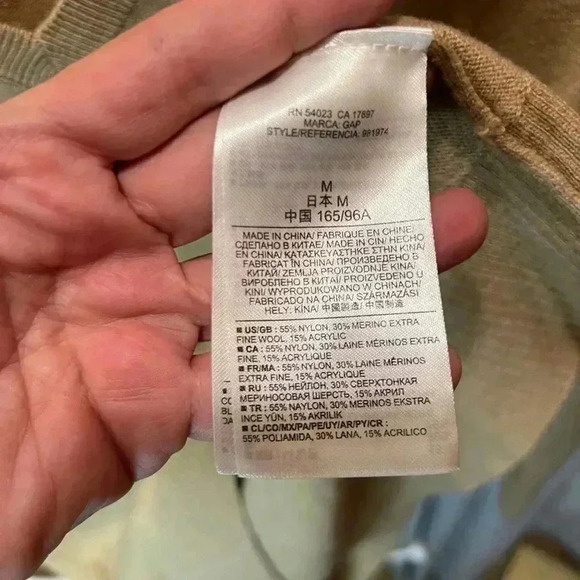 RN 54023 CA 17897
MARCA: GAP
STYLE/REFERENCIA: 981974
M
日本 M
中国 165/96A
MADE IN CHINA/ FABRIQUE EN CHINE/
СДЕЛАНО В КИТАЕ/ MADE IN CIN/ HECHO
EN CHINA/ ΚΑΤΑΣΚΕΥΑΣΤΗΚΕ ΣΤΗΝ ΚΙΝΑ/
FABRICAT ÎN CHINA/ ПРОИЗВЕДЕНО В
КИТАЙ/ ZEMLJA PROIZVODNJE KINA/
ВИРОБЛЕНО В КИТАЇ/ VYROBENO V
KINI/ WYPRODUKOWANO W CHINACH/
FABRICADO NA CHINA/ SZÁRMAZÁSI
HELY: KÍNA/ 中國製造/ 中国制造
■ US/GB : 55% NYLON, 30% MERINO EXTRA
FINE WOOL, 15% ACRYLIC
■ CA : 55% NYLON, 30% LAINE MÉRINOS EXTRA
FINE, 15% ACRYLIQUE
■ FR/MA : 55% NYLON, 30% LAINE MÉRINOS
EXTRA FINE, 15% ACRYLIQUE
■ RU : 55% НЕЙЛОН, 30% СВЕРХТОНКАЯ
МЕРИНОСОВАЯ ШЕРСТЬ, 15% АКРИЛ
■ TR : 55% NAYLON, 30% MERINOS EKSTRA
INCE YÜN, 15% AKRİLİK
■ CL/CO/MX/PA/PE/UY/AR/PY/CR :
55% POLIAMIDA, 30% LANA, 15% ACRILICO